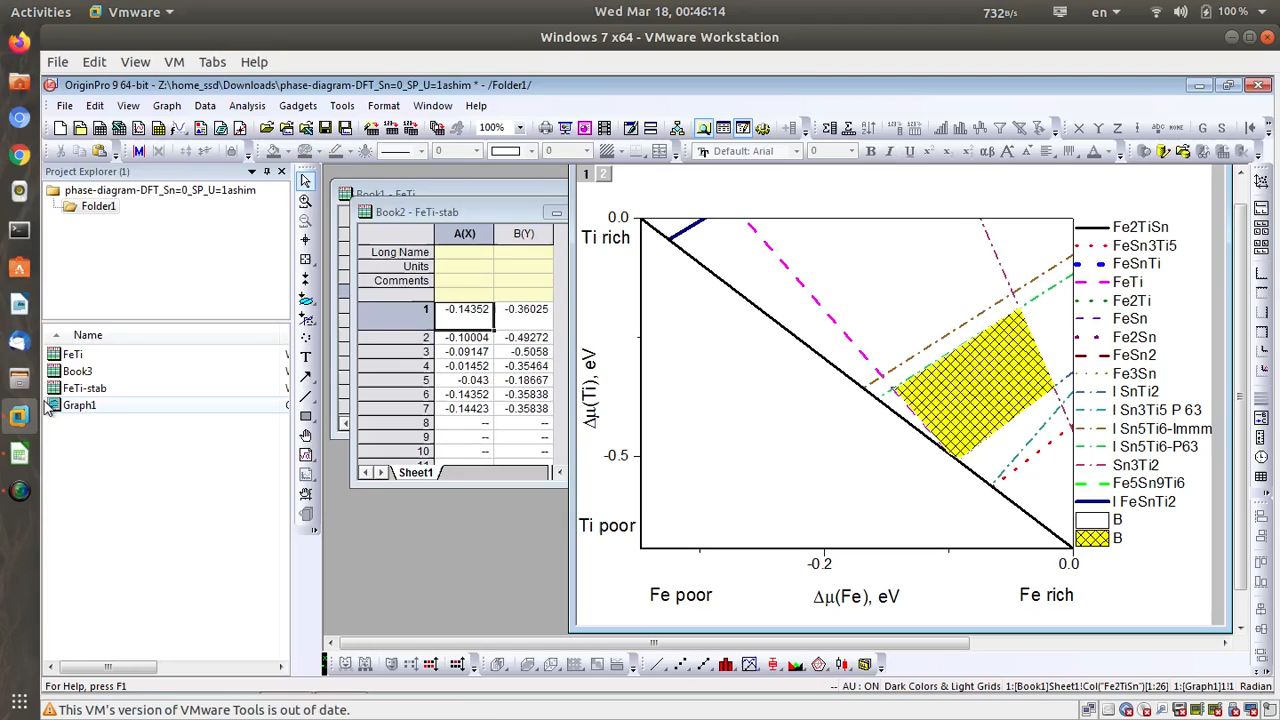 Activities
VMware
Wed Mar 18, 00:46:14
732B/s
en
100 %
Windows 7 x64 - VMware Workstation
File Edit View VM Tabs Help
OriginPro 9 64-bit - Z:\home_ssd\Downloads\phase-diagram-DFT_Sn=0_SP_U=1ashim * - /Folder1/
File Edit View Graph Data Analysis Gadgets Tools Format Window Help
100%
0
0
Default: Arial
0
B I U
Project Explorer (1)
phase-diagram-DFT_Sn=0_SP_U=1ashim
Folder1
Name
FeTi
Book3
FeTi-stab
Graph1
Book1 - FeTi
Book2 - FeTi-stab
A(X) B(Y)
Long Name
Units
Comments
1 -0.14352 -0.36025
2 -0.10004 -0.49272
3 -0.09147 -0.5058
4 -0.01452 -0.35464
5 -0.043 -0.18667
6 -0.14432 -0.35838
7 -0.14423 -0.35838
8 -- --
9 -- --
10 -- --
Sheet1
1 2
0.0
Ti rich
Δμ(Ti), eV
-0.5
Ti poor
-0.2
0.0
Fe poor
Δμ(Fe), eV
Fe rich
Fe2TiSn
FeSn3Ti5
FeSnTi
FeTi
Fe2Ti
FeSn
Fe2Sn
FeSn2
Fe3Sn
I SnTi2
I Sn3Ti5 P 63
I Sn5Ti6-Immm
I Sn5Ti6-P63
Sn3Ti2
Fe5Sn9Ti6
I FeSnTi2
B
B
For Help, press F1
-- AU : ON Dark Colors & Light Grids 1:[Book1]Sheet1!Col("Fe2TiSn")[1:26] 1:[Graph1]1!1 Radian
This VM's version of VMware Tools is out of date.